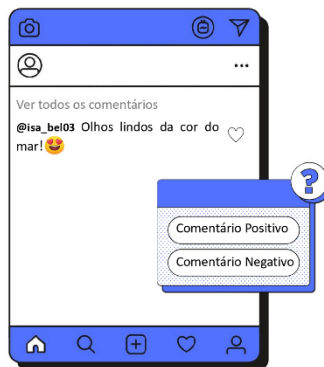 Ver todos os comentários
@isa_bel03 Olhos lindos da cor do
mar!😍
?
Comentário Positivo
Comentário Negativo